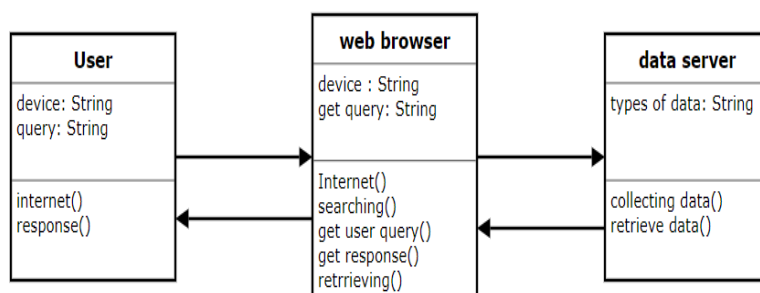 User
device: String
query: String
internet()
response()
web browser
device : String
get query: String
Internet()
searching()
get user query()
get response()
retrrieving()
data server
types of data: String
collecting data()
retrieve data()